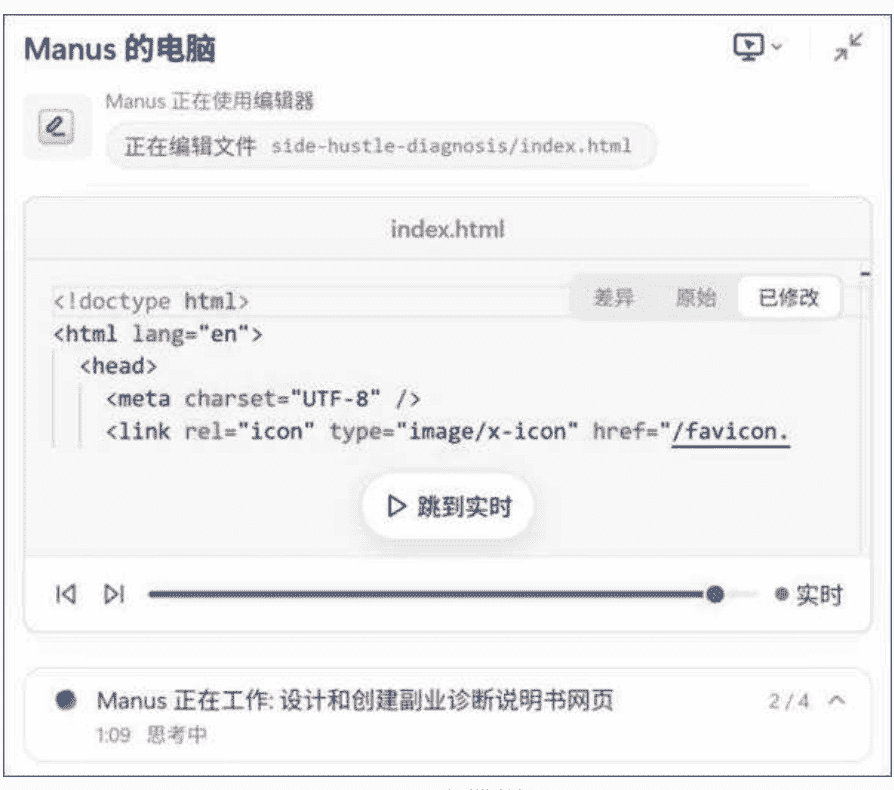 Manus 的电脑
Manus 正在使用编辑器
正在编辑文件 side-hustle-diagnosis/index.html
index.html
差异 原始 已修改
<!doctype html>
<html lang="en">
<head>
<meta charset="UTF-8" />
<link rel="icon" type="image/x-icon" href="/favicon.
跳到实时
实时
Manus 正在工作: 设计和创建副业诊断说明书网页 2 / 4
1:09 思考中